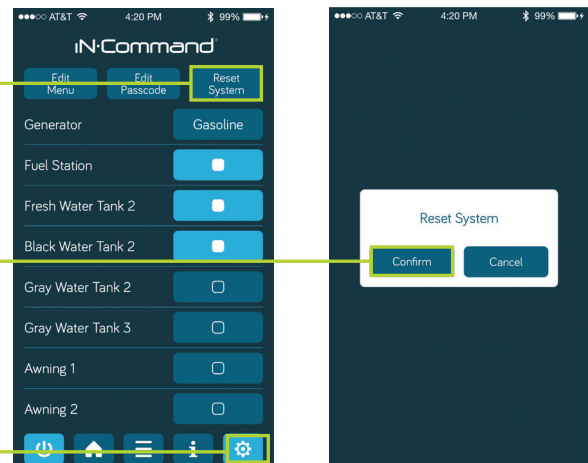 AT&T 4:20 PM 99%
iN·Command
Edit Menu
Edit Passcode
Reset System
Generator Gasoline
Fuel Station
Fresh Water Tank 2
Black Water Tank 2
Gray Water Tank 2
Gray Water Tank 3
Awning 1
Awning 2
i
AT&T 4:20 PM 99%
Reset System
Confirm Cancel